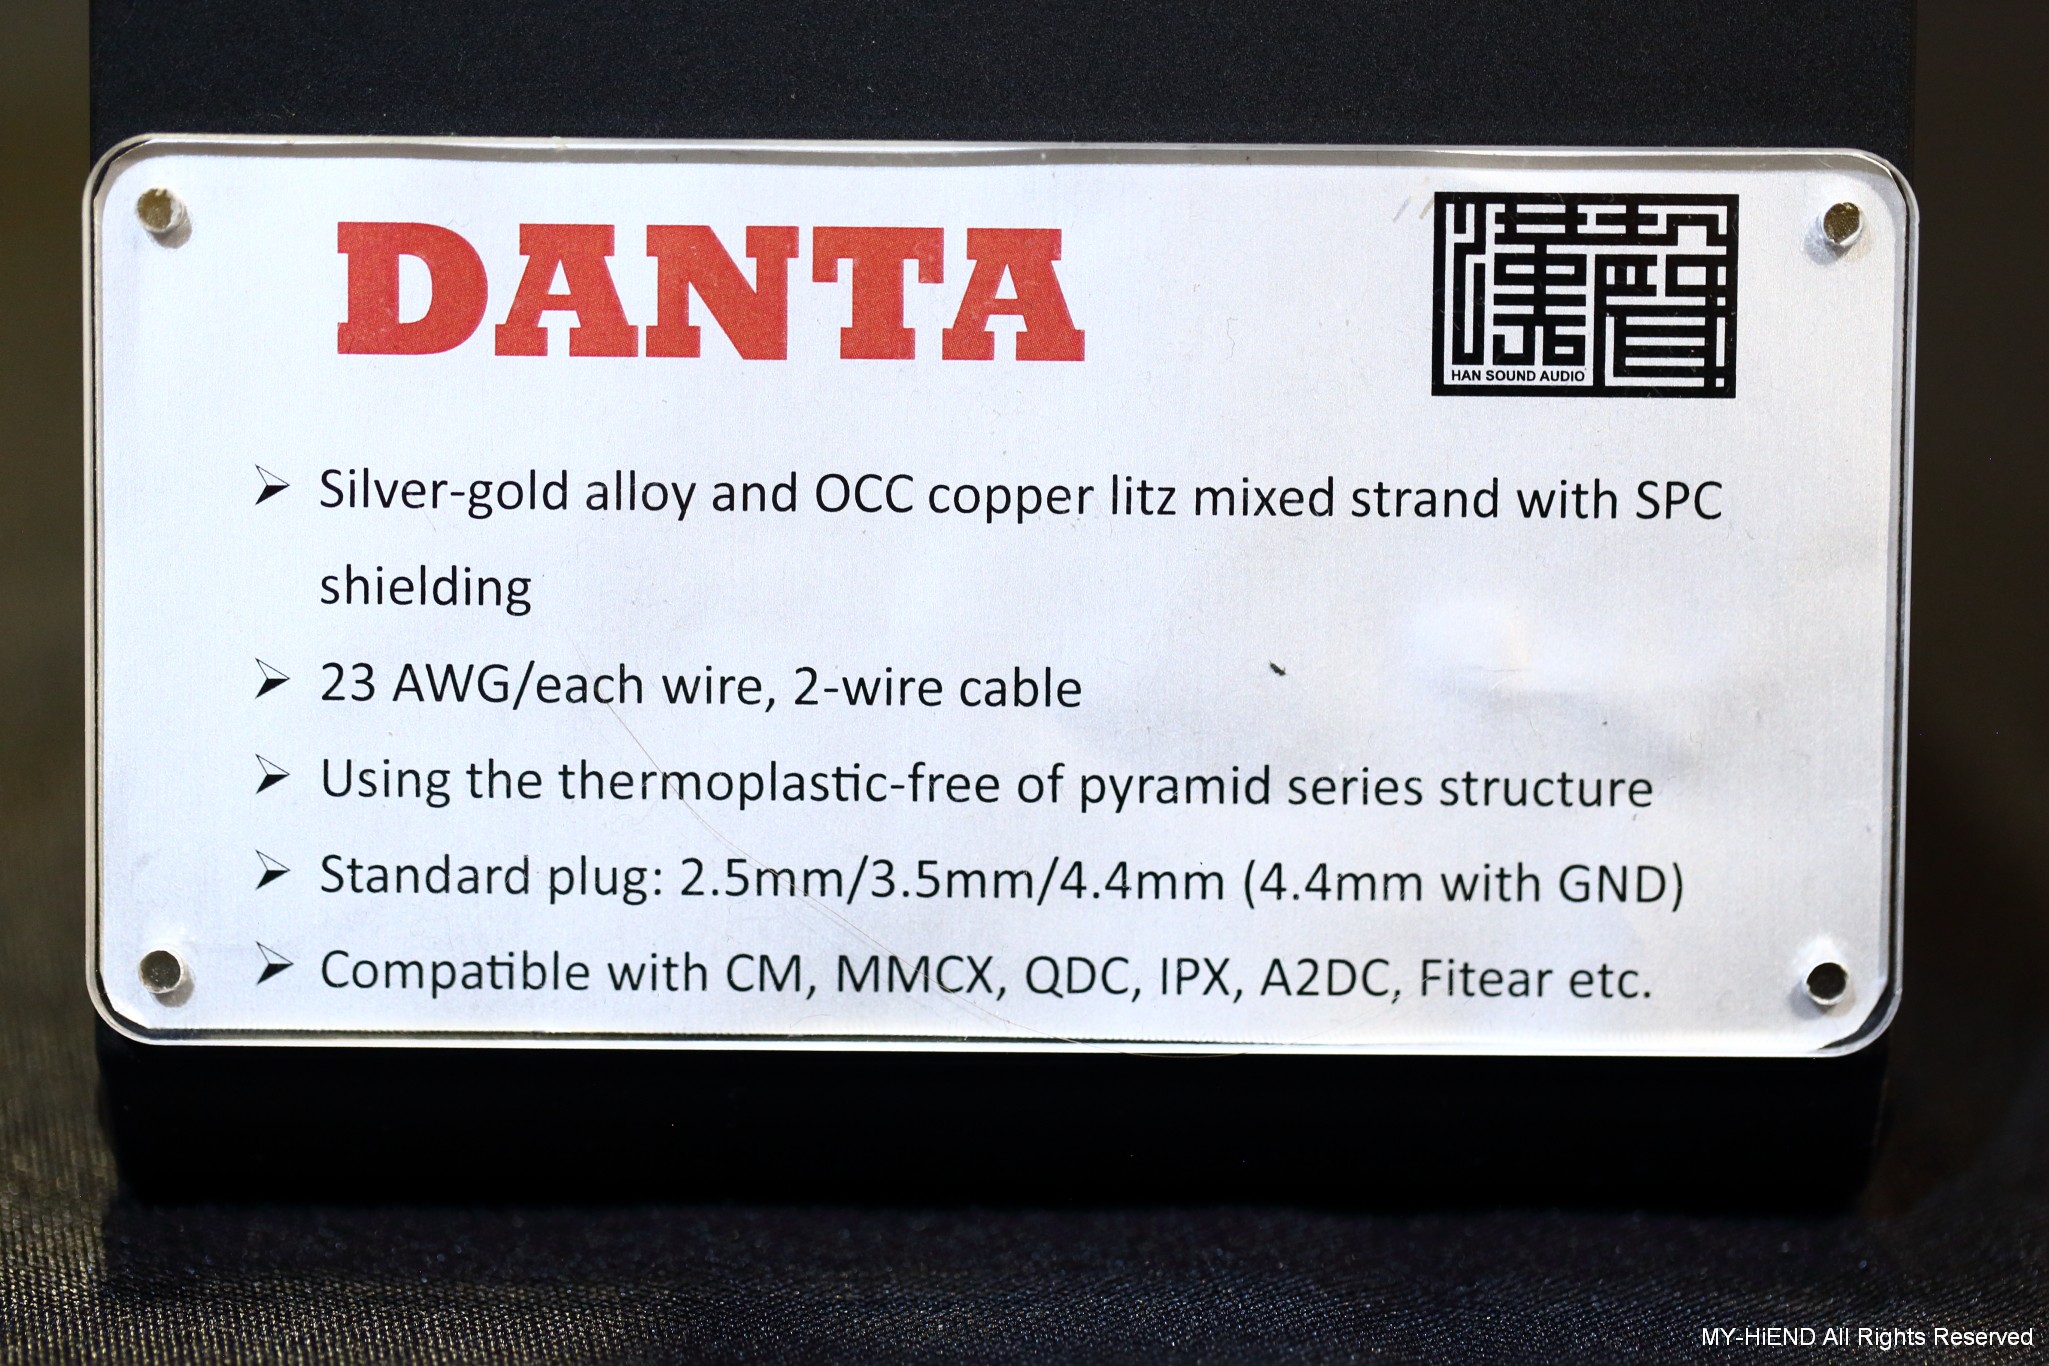 DANTA
漢聲
HAN SOUND AUDIO
Silver-gold alloy and OCC copper litz mixed strand with SPC
shielding
23 AWG/each wire, 2-wire cable
Using the thermoplastic-free of pyramid series structure
Standard plug: 2.5mm/3.5mm/4.4mm (4.4mm with GND)
Compatible with CM, MMCX, QDC, IPX, A2DC, Fitear etc.
MY-HiEND All Rights Reserved